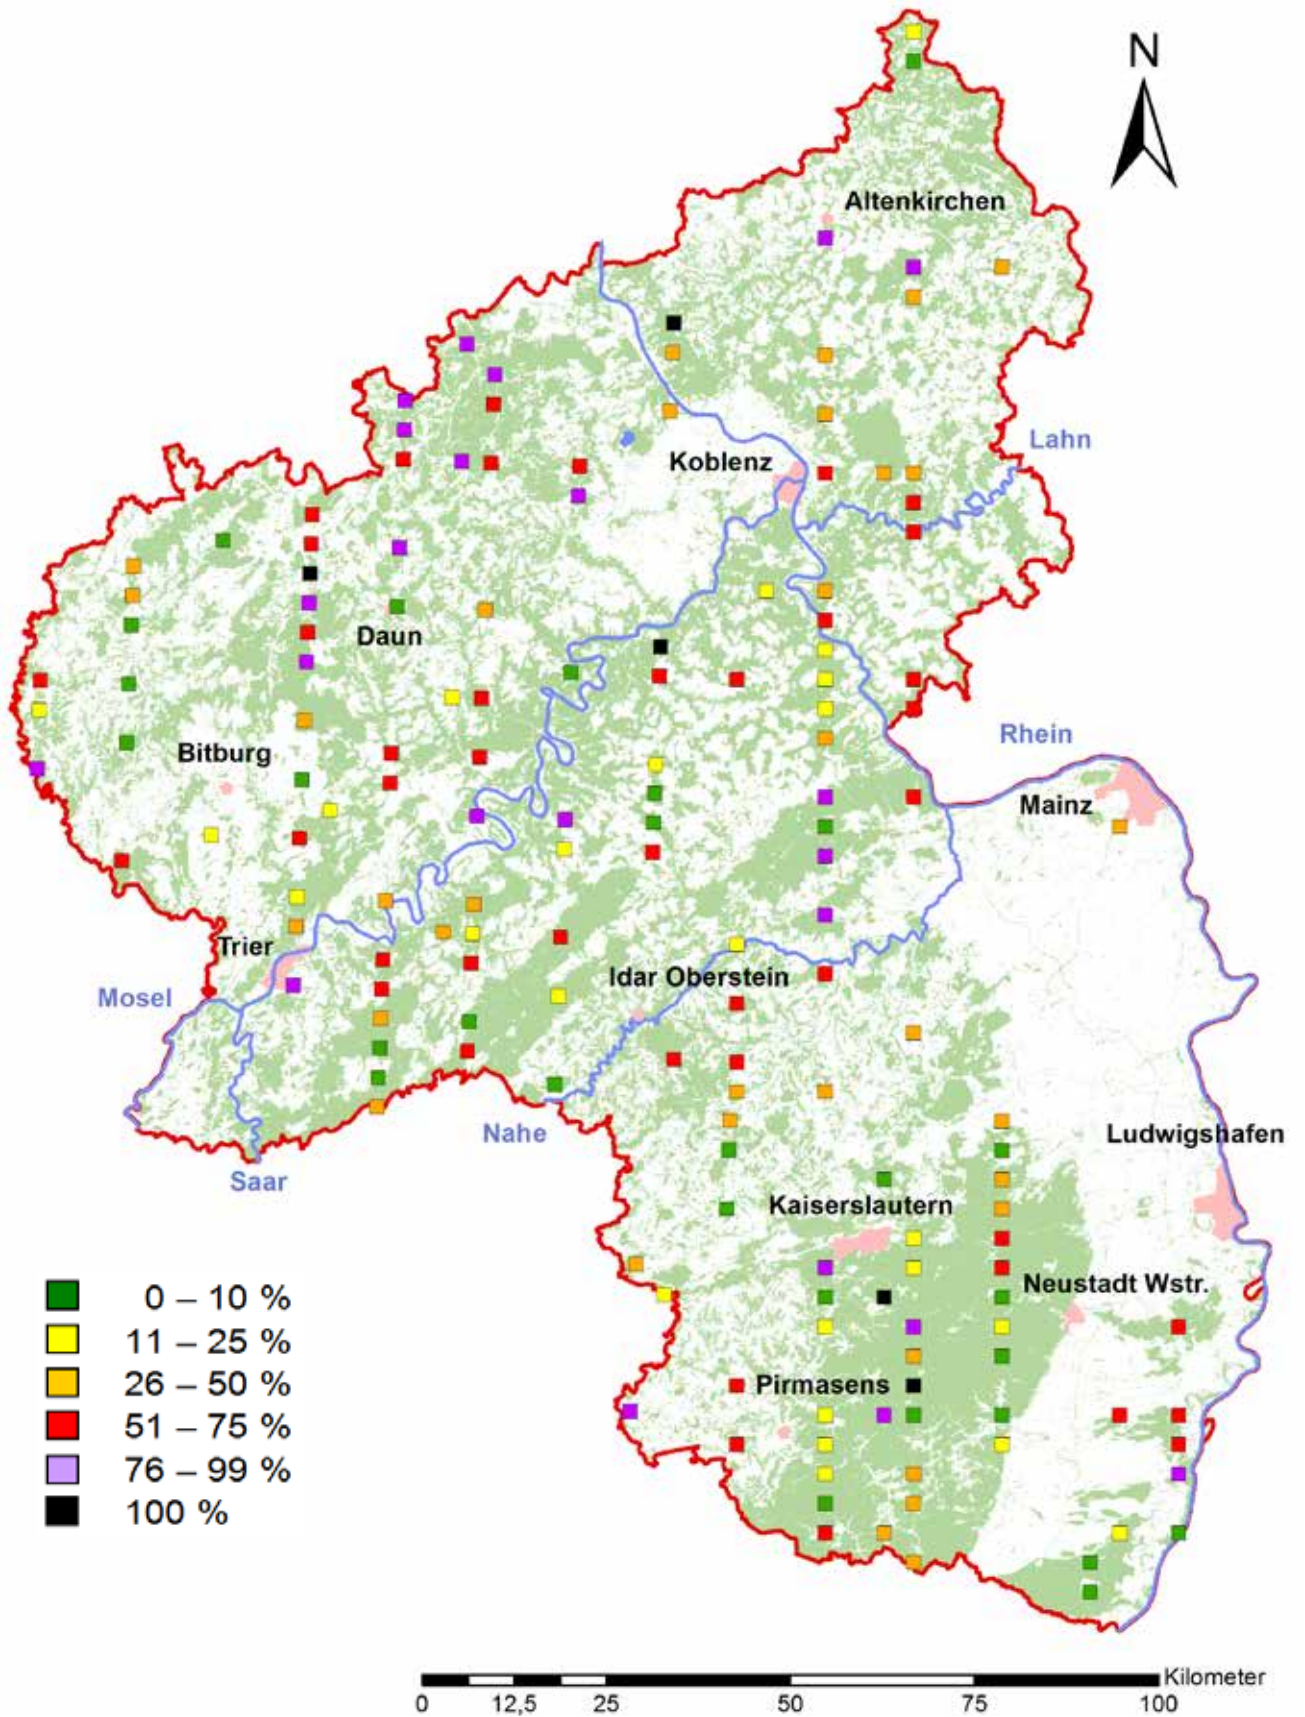 N
Altenkirchen
Lahn
Koblenz
Daun
Rhein
Bitburg
Mainz
Trier
Idar Oberstein
Mosel
Nahe
Ludwigshafen
Saar
Kaiserslautern
Neustadt Wstr.
Pirmasens
0 – 10 %
11 – 25 %
26 – 50 %
51 – 75 %
76 – 99 %
100 %
Kilometer
0 12,5 25 50 75 100